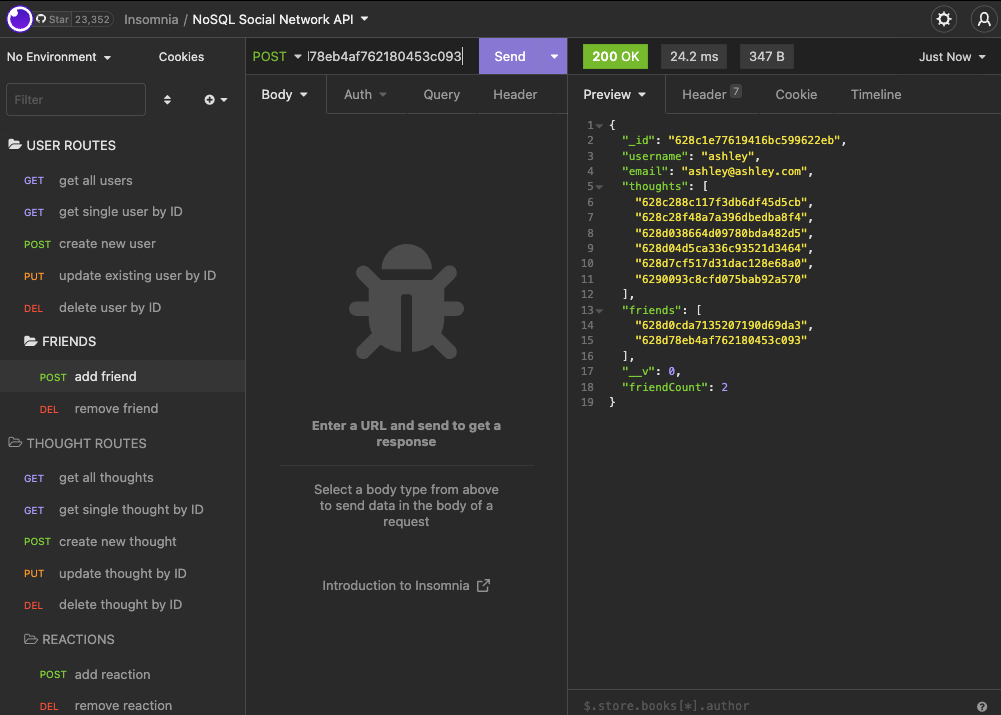 Star 23,352 Insomnia / NoSQL Social Network API
No Environment Cookies
Filter
USER ROUTES
GET get all users
GET get single user by ID
POST create new user
PUT update existing user by ID
DEL delete user by ID
FRIENDS
POST add friend
DEL remove friend
THOUGHT ROUTES
GET get all thoughts
GET get single thought by ID
POST create new thought
PUT update thought by ID
DEL delete thought by ID
REACTIONS
POST add reaction
DEL remove reaction
POST d78eb4af762180453c093 Send
Body Auth Query Header
Enter a URL and send to get a
response
Select a body type from above
to send data in the body of a
request
Introduction to Insomnia
200 OK 24.2 ms 347 B Just Now
Preview Header 7 Cookie Timeline
1 {
2 "_id": "628c1e77619416bc599622eb",
3 "username": "ashley",
4 "email": "ashley@ashley.com",
5 "thoughts": [
6 "628c288c117f3db6df45d5cb",
7 "628c28f48a7a396dbedba8f4",
8 "628d038664d09780bda482d5",
9 "628d04d5ca336c93521d3464",
10 "628d7cf517d31dac128e68a0",
11 "6290093c8cfd075bab92a570"
12 ],
13 "friends": [
14 "628d0cda7135207190d69da3",
15 "628d78eb4af762180453c093"
16 ],
17 "__v": 0,
18 "friendCount": 2
19 }
$.store.books[*].author